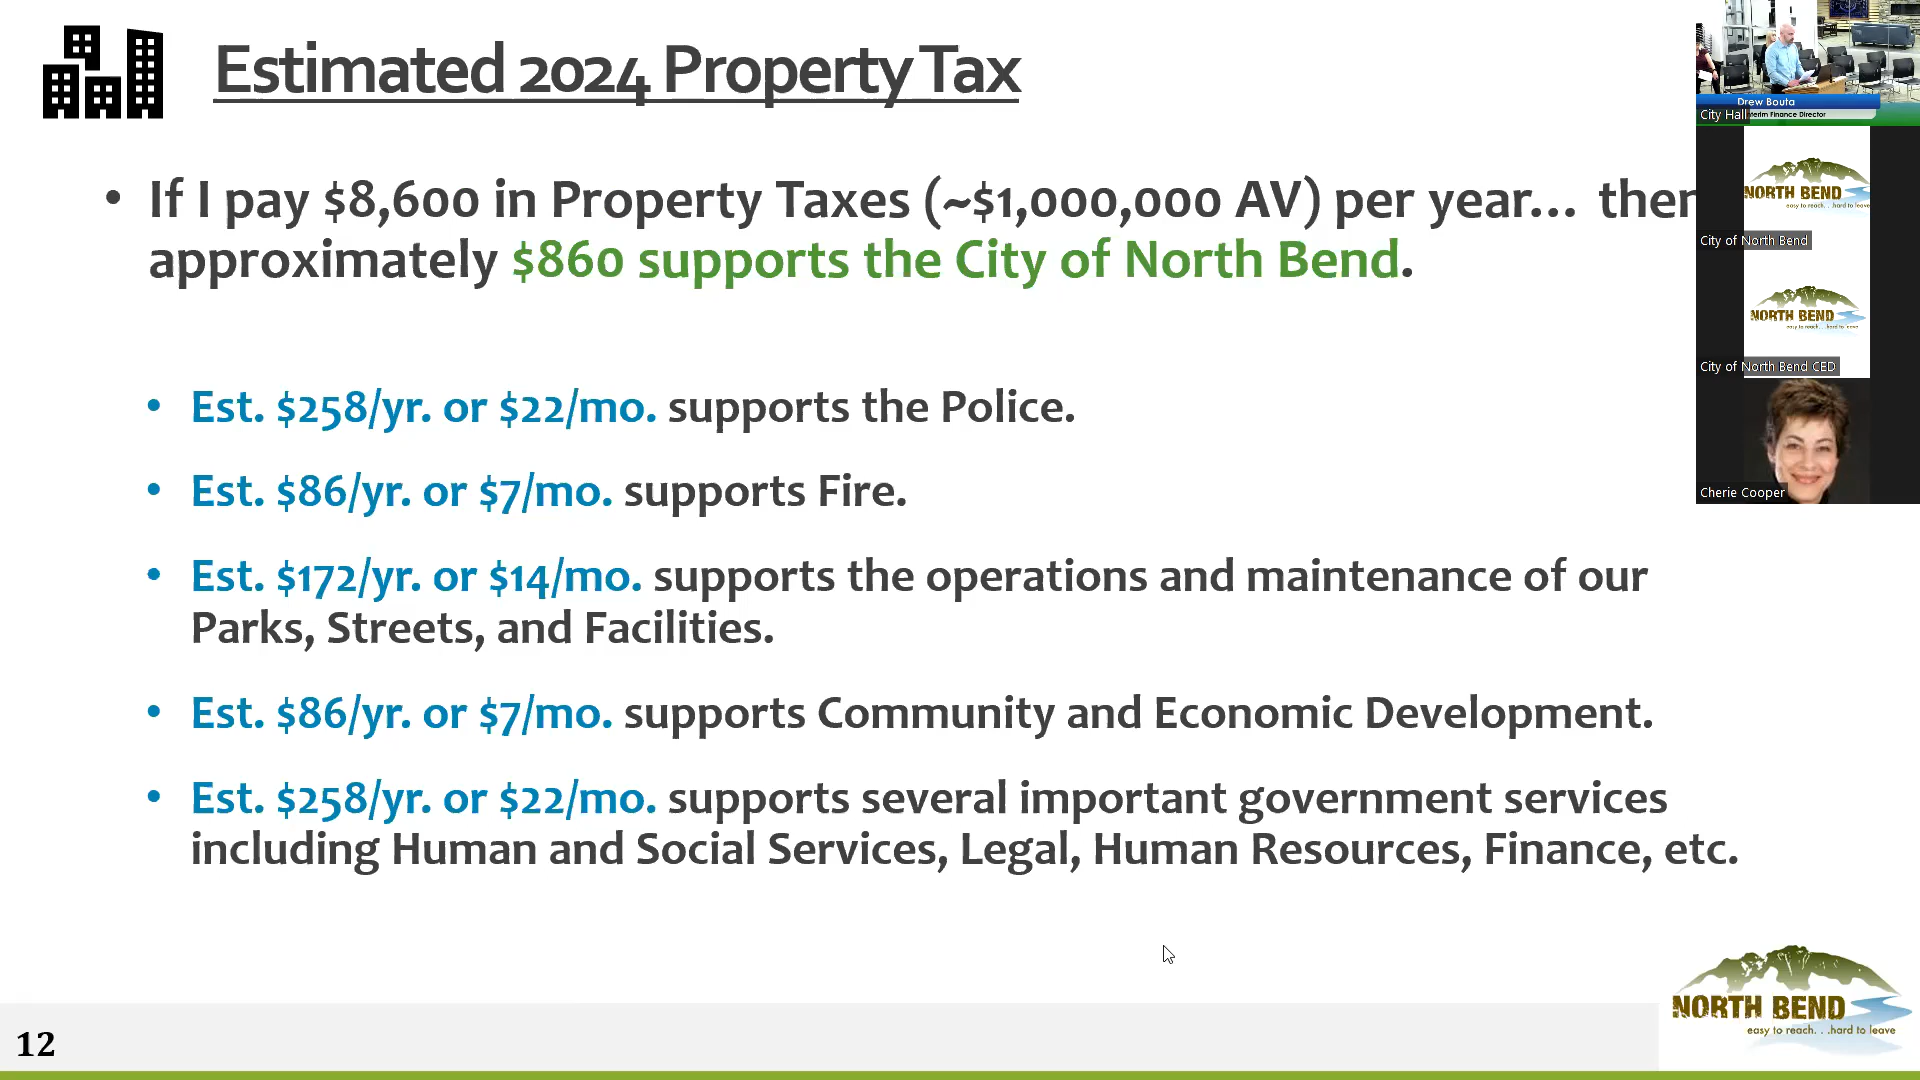 Estimated 2024 Property Tax
• If I pay $8,600 in Property Taxes (~$1,000,000 AV) per year... then
approximately $860 supports the City of North Bend.
• Est. $258/yr. or $22/mo. supports the Police.
• Est. $86/yr. or $7/mo. supports Fire.
• Est. $172/yr. or $14/mo. supports the operations and maintenance of our
Parks, Streets, and Facilities.
• Est. $86/yr. or $7/mo. supports Community and Economic Development.
• Est. $258/yr. or $22/mo. supports several important government services
including Human and Social Services, Legal, Human Resources, Finance, etc.
12
Drew Bouta
City Hall
Interim Finance Director
NORTH BEND
easy to reach. . .hard to leave
City of North Bend
NORTH BEND
easy to reach. . .hard to leave
City of North Bend CED
Cherie Cooper
NORTH BEND
easy to reach. . .hard to leave